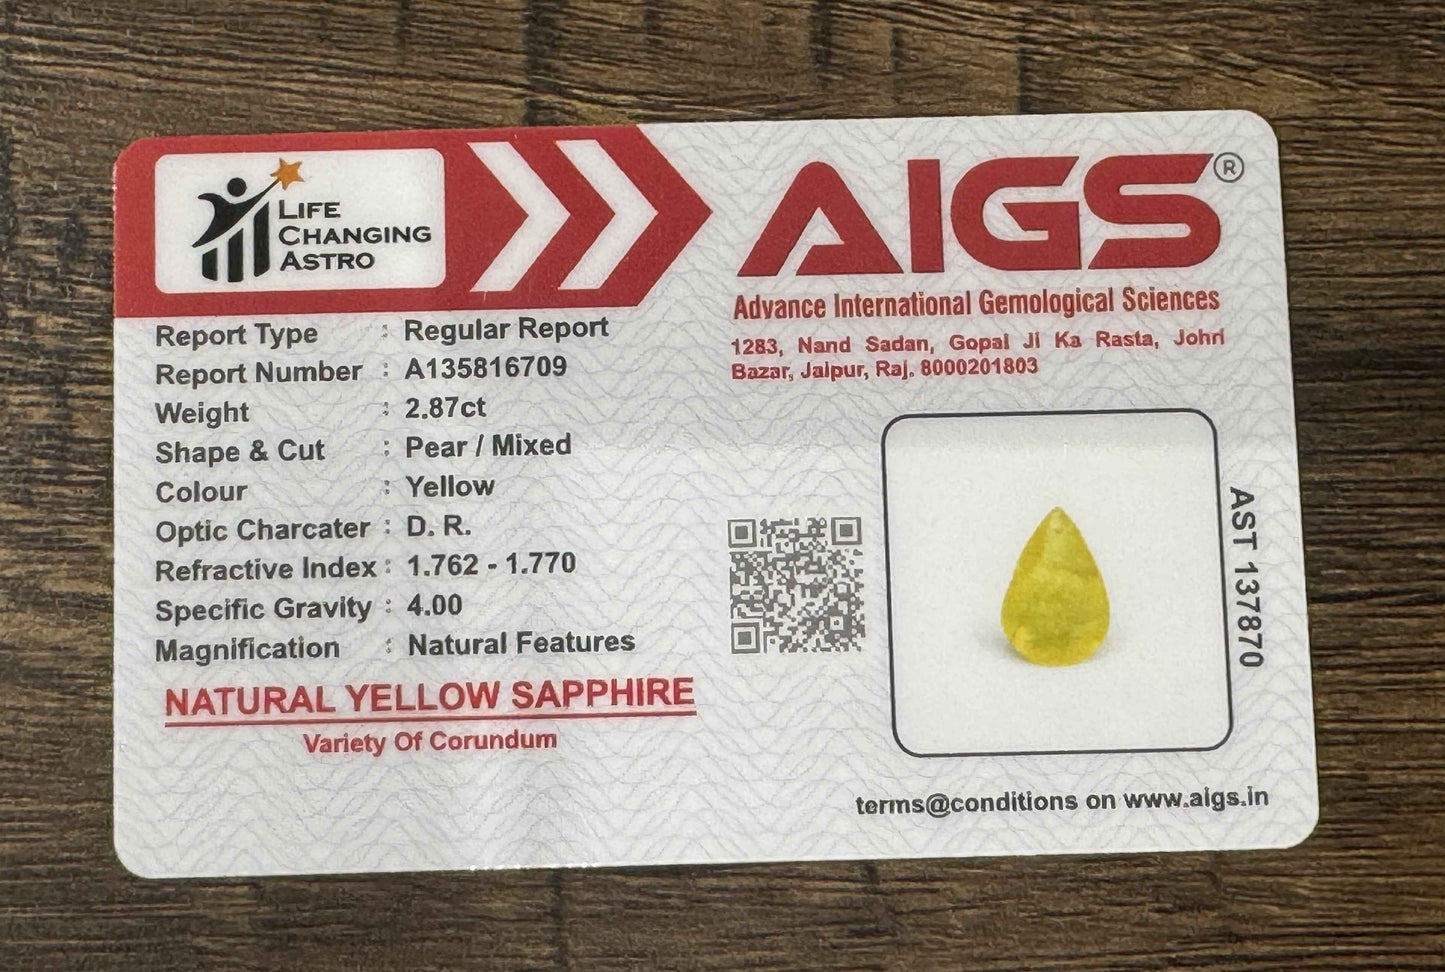 LIFE
CHANGING
ASTRO
AIGS®
Advance International Gemological Sciences
1283, Nand Sadan, Gopal Ji Ka Rasta, Johri
Bazar, Jaipur, Raj. 8000201803
Report Type : Regular Report
Report Number : A135816709
Weight : 2.87ct
Shape & Cut : Pear / Mixed
Colour : Yellow
Optic Charcater : D. R.
Refractive Index : 1.762 - 1.770
Specific Gravity : 4.00
Magnification : Natural Features
NATURAL YELLOW SAPPHIRE
Variety Of Corundum
AST 137870
terms@conditions on www.aigs.in